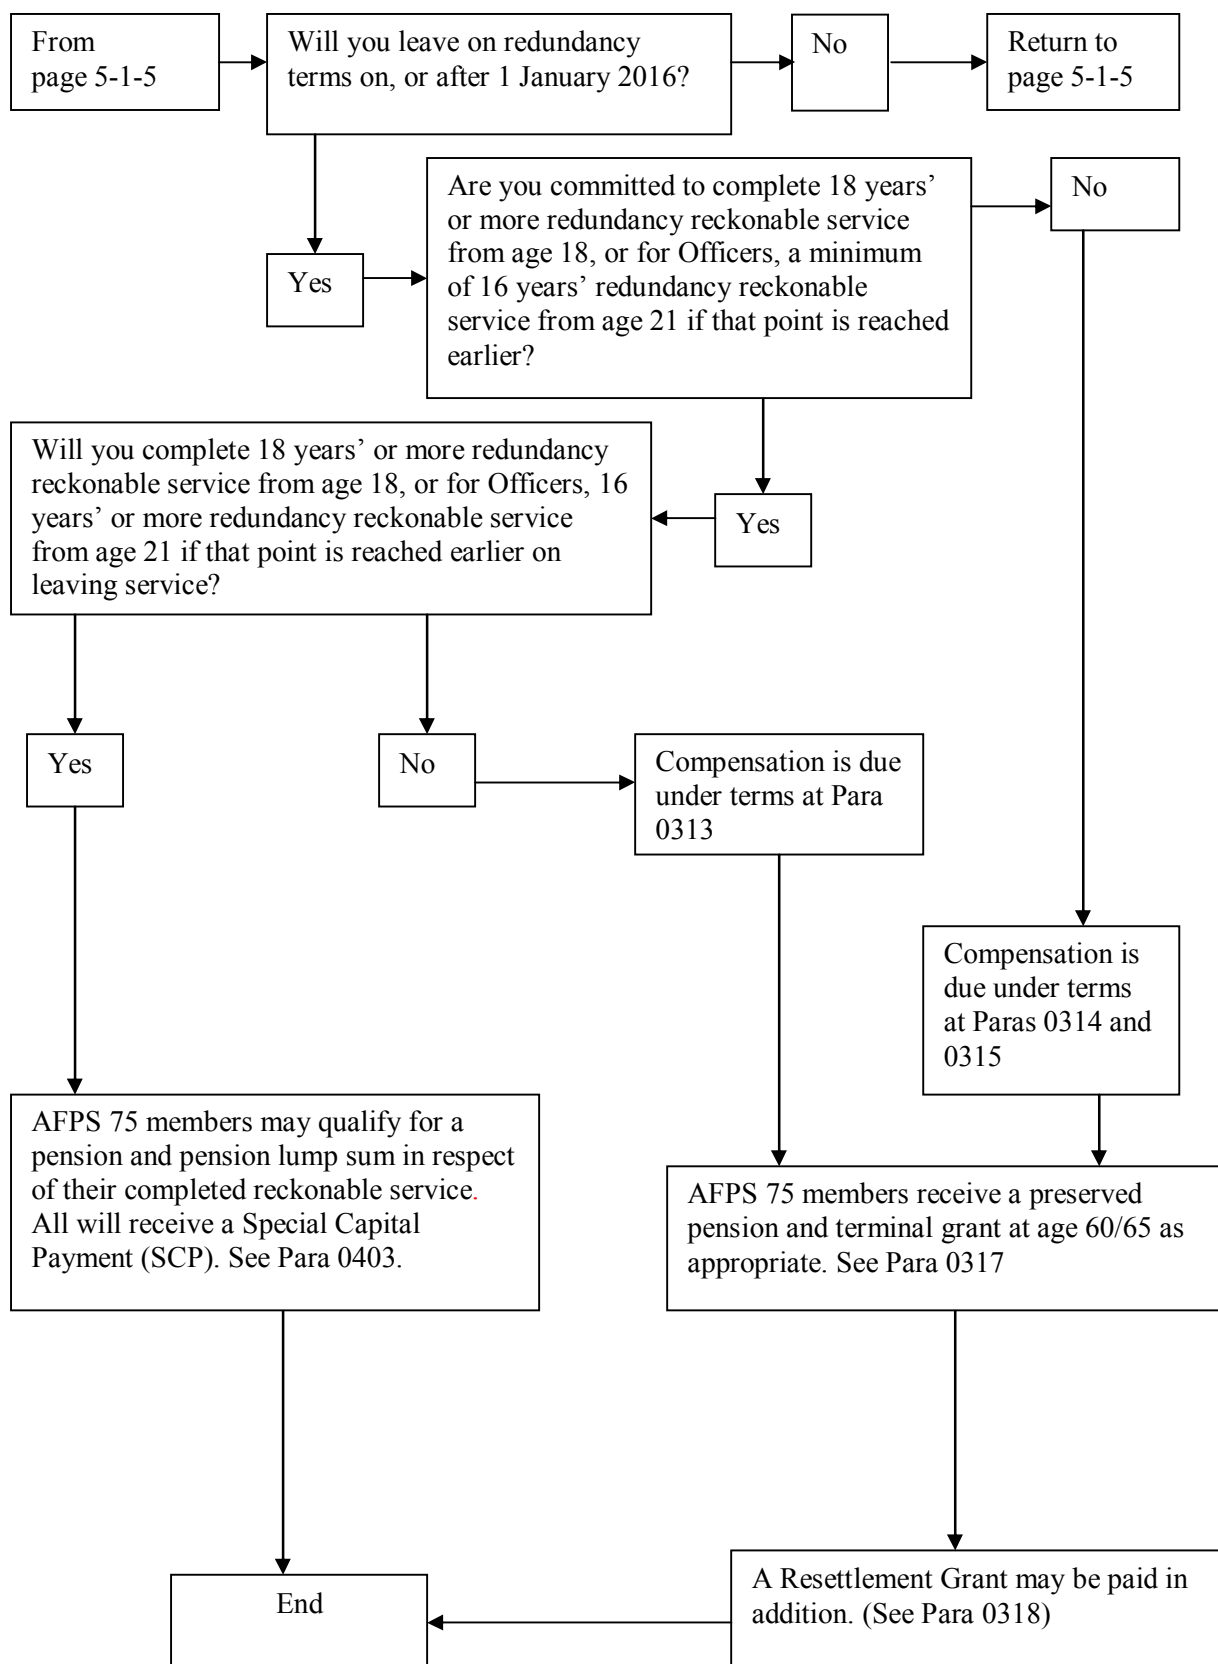 From
page 5-1-5
Will you leave on redundancy
terms on, or after 1 January 2016?
No
Return to
page 5-1-5
Are you committed to complete 18 years’
or more redundancy reckonable service
from age 18, or for Officers, a minimum
of 16 years’ redundancy reckonable
service from age 21 if that point is reached
earlier?
No
Yes
Will you complete 18 years’ or more redundancy
reckonable service from age 18, or for Officers, 16
years’ or more redundancy reckonable service
from age 21 if that point is reached earlier on
leaving service?
Yes
Yes
No
Compensation is due
under terms at Para
0313
Compensation is
due under terms
at Paras 0314 and
0315
AFPS 75 members may qualify for a
pension and pension lump sum in respect
of their completed reckonable service.
All will receive a Special Capital
Payment (SCP). See Para 0403.
AFPS 75 members receive a preserved
pension and terminal grant at age 60/65 as
appropriate. See Para 0317
End
A Resettlement Grant may be paid in
addition. (See Para 0318)